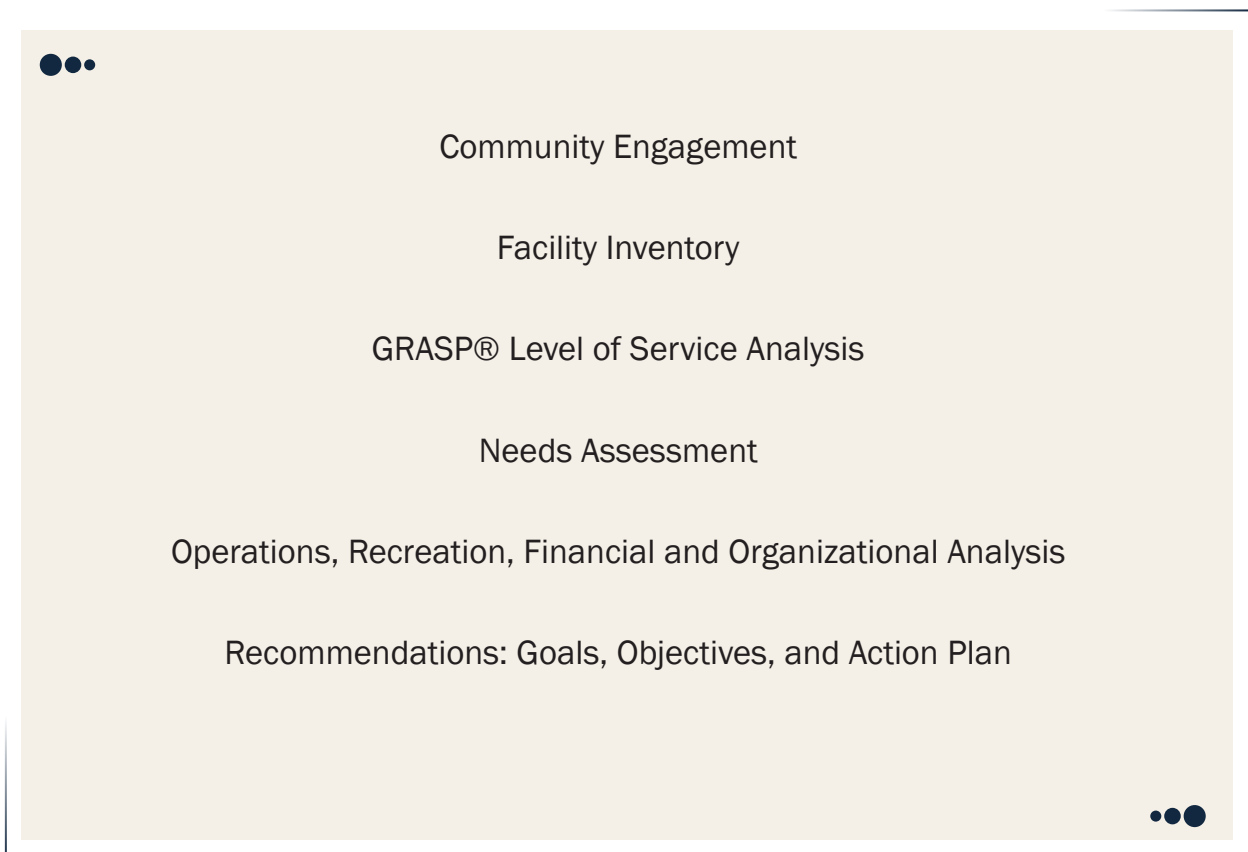 Community Engagement
Facility Inventory
GRASP® Level of Service Analysis
Needs Assessment
Operations, Recreation, Financial and Organizational Analysis
Recommendations: Goals, Objectives, and Action Plan